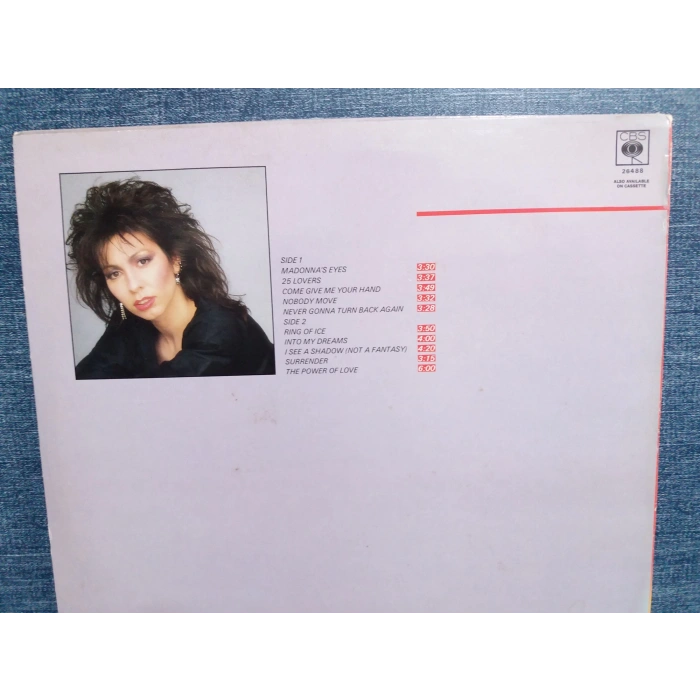 CBS
26488
ALSO AVAILABLE
ON CASSETTE
SIDE 1
MADONNA'S EYES 3:30
25 LOVERS 3:37
COME GIVE ME YOUR HAND 3:49
NOBODY MOVE 3:32
NEVER GONNA TURN BACK AGAIN 3:28
SIDE 2
RING OF ICE 3:50
INTO MY DREAMS 4:00
I SEE A SHADOW (NOT A FANTASY) 4:20
SURRENDER 3:15
THE POWER OF LOVE 6:00